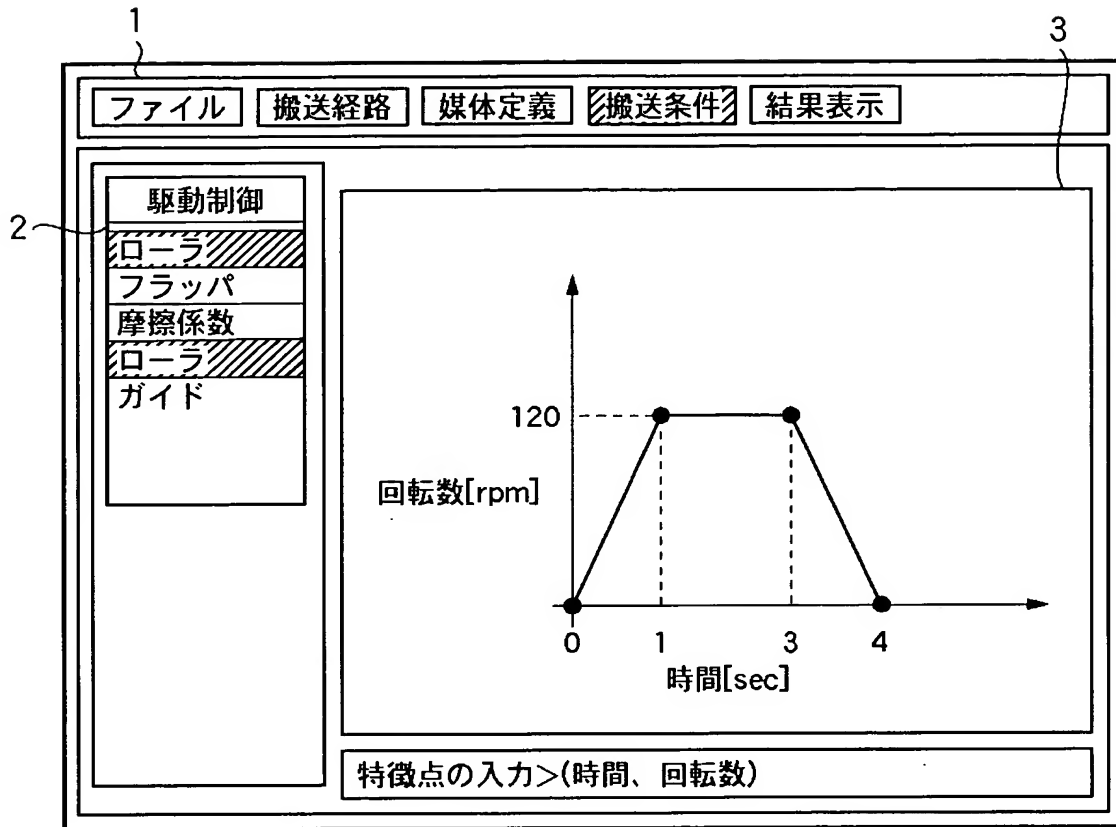 1
3
ファイル 搬送経路 媒体定義 搬送条件 結果表示
2
駆動制御
ローラ
フラッパ
摩擦係数
ローラ
ガイド
120
回転数[rpm]
0 1 3 4
時間[sec]
特徴点の入力>(時間、回転数)